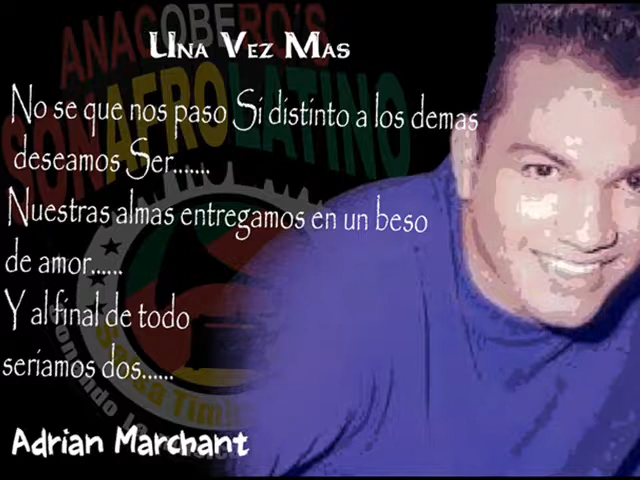 ANACOBERO'S
SONAFROLATINO
Una Vez Mas
No se que nos paso Si distinto a los demas
deseamos Ser.......
Nuestras almas entregamos en un beso
de amor......
Y al final de todo
seriamos dos......
Adrian Marchant